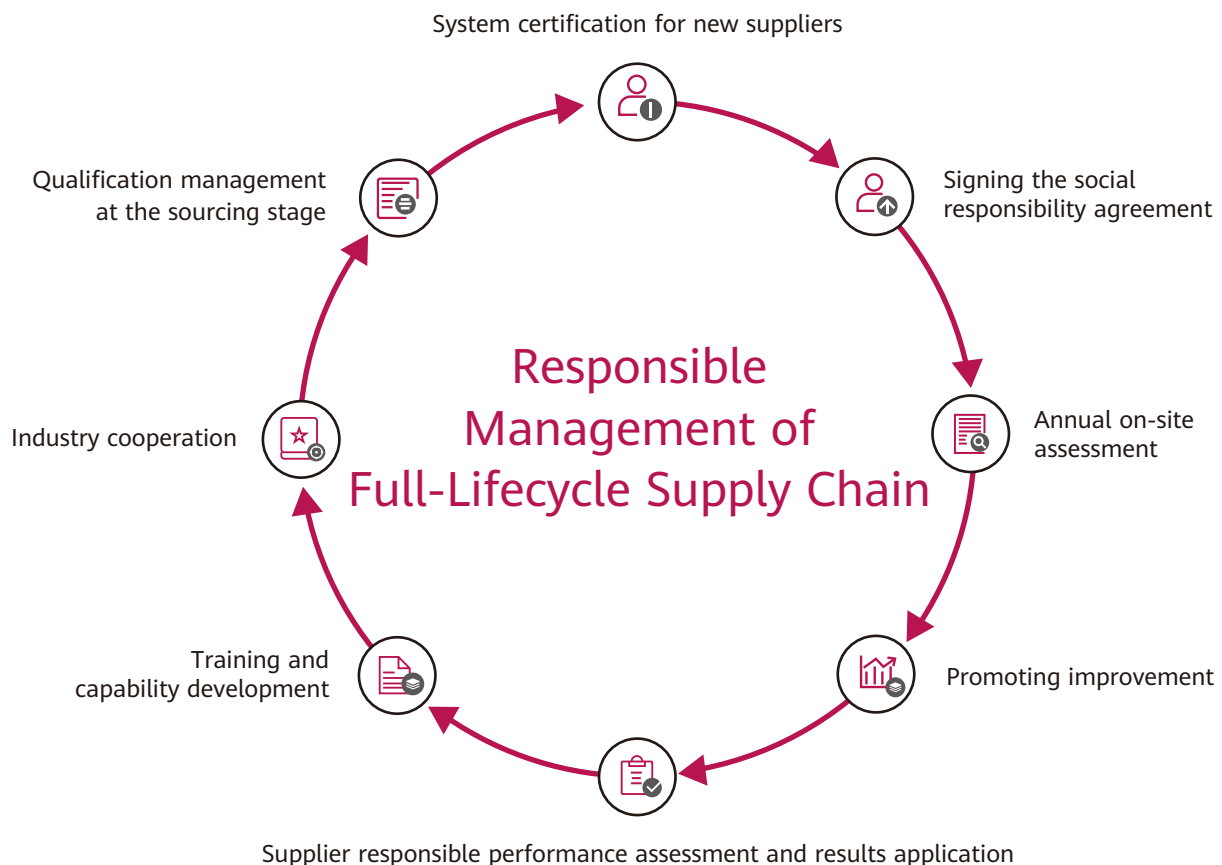 System certification for new suppliers
Qualification management
at the sourcing stage
Signing the social
responsibility agreement
Responsible
Management of
Full-Lifecycle Supply Chain
Industry cooperation
Annual on-site
assessment
Training and
capability development
Promoting improvement
Supplier responsible performance assessment and results application